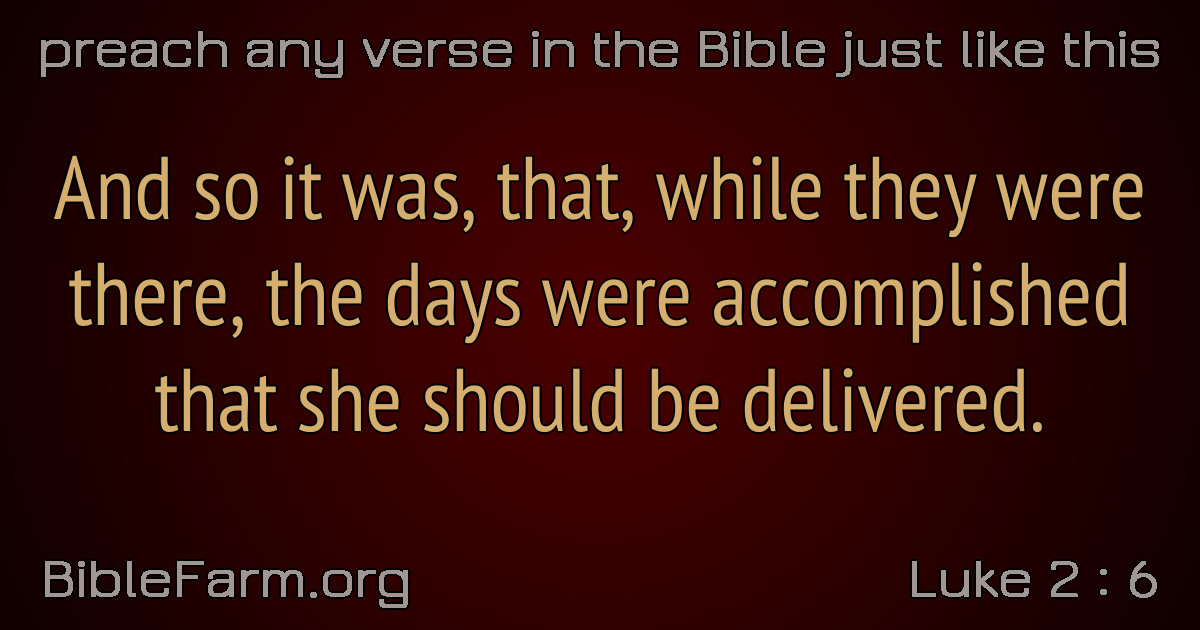 preach any verse in the Bible just like this
And so it was, that, while they were
there, the days were accomplished
that she should be delivered.
BibleFarm.org
Luke 2 : 6